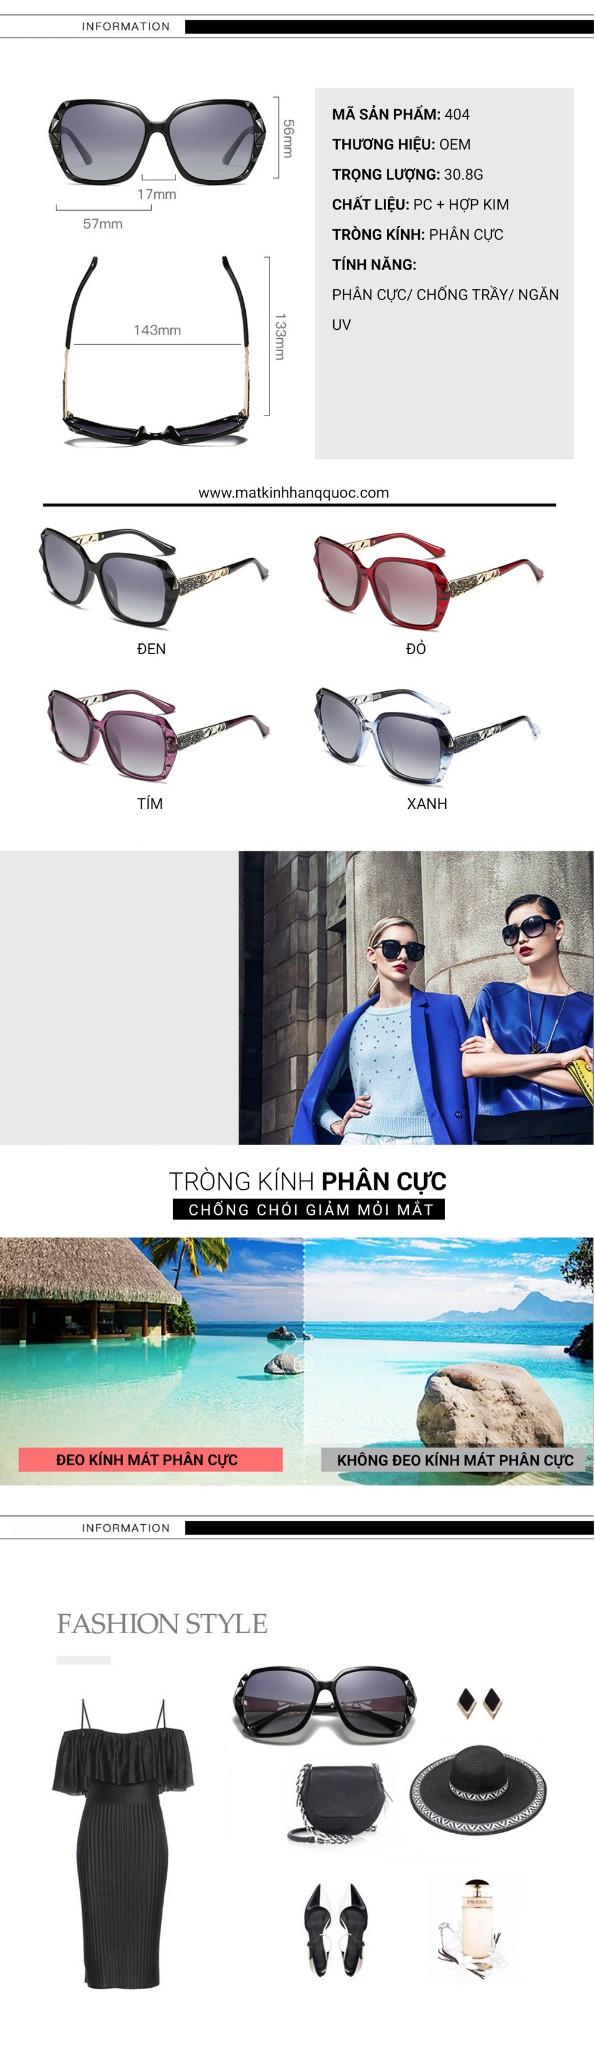 INFORMATION
56mm
17mm
57mm
143mm
133mm
MÃ SẢN PHẨM: 404
THƯƠNG HIỆU: OEM
TRỌNG LƯỢNG: 30.8G
CHẤT LIỆU: PC + HỢP KIM
TRÒNG KÍNH: PHÂN CỰC
TÍNH NĂNG:
PHÂN CỰC/ CHỐNG TRẦY/ NGĂN
UV
www.matkinhhanqquoc.com
ĐEN
ĐỎ
TÍM
XANH
TRÒNG KÍNH PHÂN CỰC
CHỐNG CHÓI GIẢM MỎI MẮT
ĐEO KÍNH MÁT PHÂN CỰC
KHÔNG ĐEO KÍNH MÁT PHÂN CỰC
INFORMATION
FASHION STYLE
PRADA